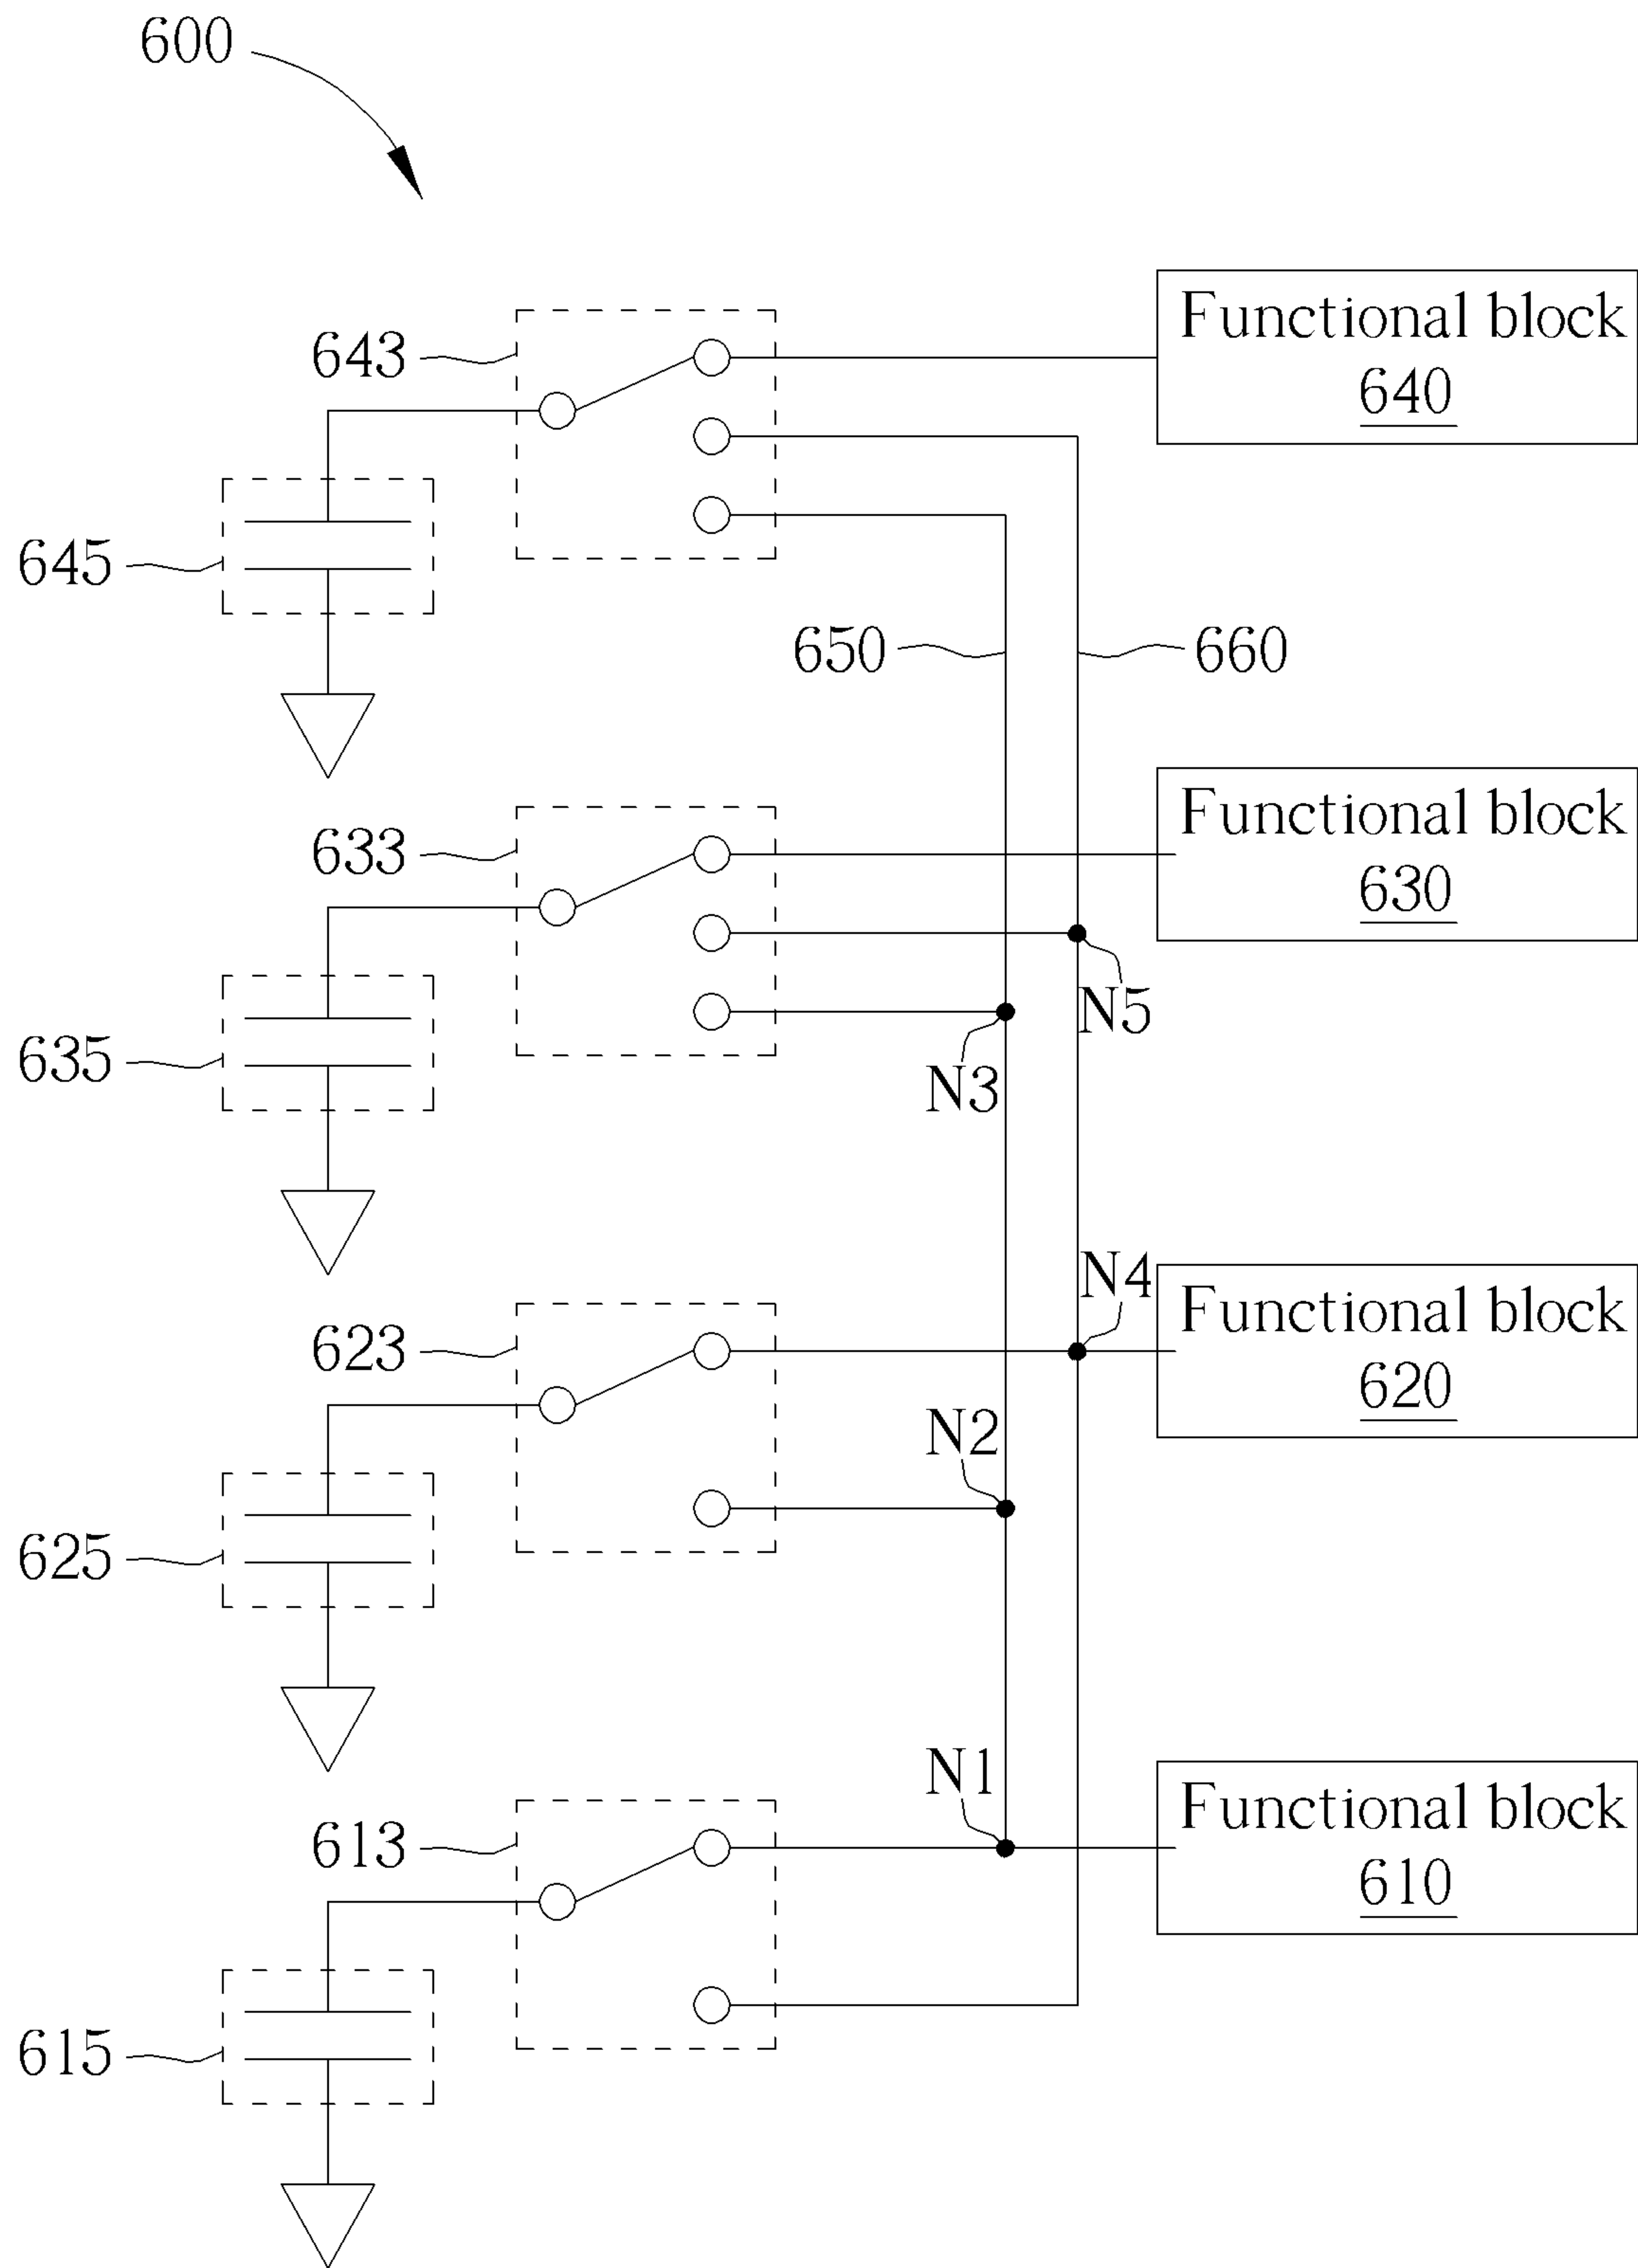 600
Functional block
640
643
645
650
660
Functional block
630
633
N5
635
N3
N4
Functional block
620
623
N2
625
N1
Functional block
610
613
615